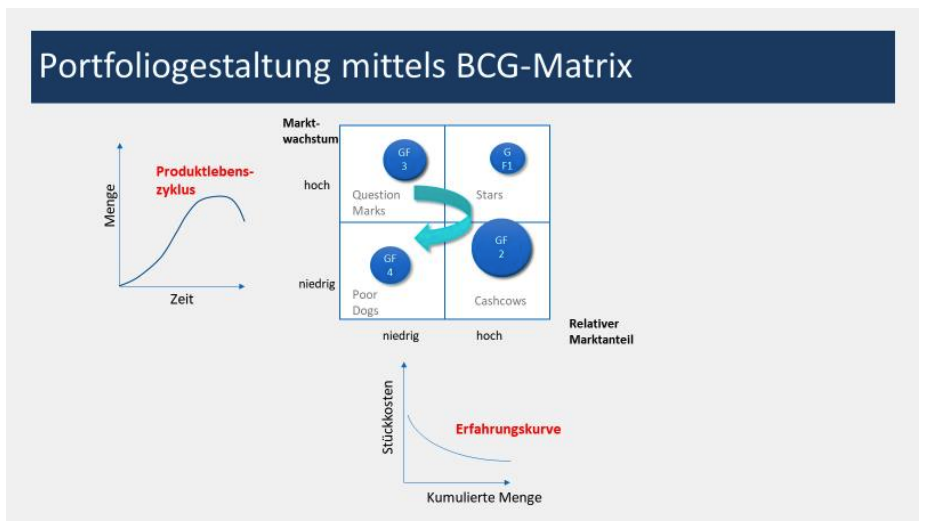 Portfoliogestaltung mittels BCG-Matrix
Markt-
wachstum
Produktlebens-
zyklus
Menge
Zeit
hoch
niedrig
GF
3
Question
Marks
G
F1
Stars
GF
4
Poor
Dogs
GF
2
Cashcows
niedrig
hoch
Relativer
Marktanteil
Stückkosten
Erfahrungskurve
Kumulierte Menge